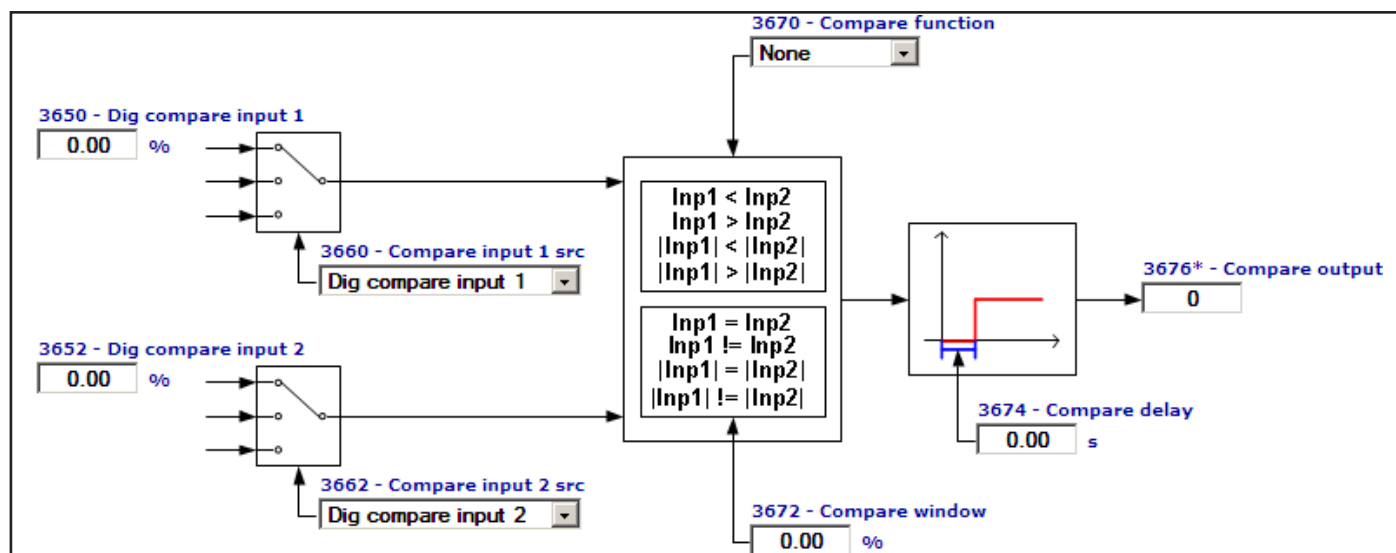 3670 - Compare function
None
3650 - Dig compare input 1
0.00 %
3660 - Compare input 1 src
Dig compare input 1
Inp1 < Inp2
Inp1 > Inp2
|Inp1| < |Inp2|
|Inp1| > |Inp2|
Inp1 = Inp2
Inp1 != Inp2
|Inp1| = |Inp2|
|Inp1| != |Inp2|
3676* - Compare output
0
3652 - Dig compare input 2
0.00 %
3674 - Compare delay
0.00 s
3662 - Compare input 2 src
Dig compare input 2
3672 - Compare window
0.00 %